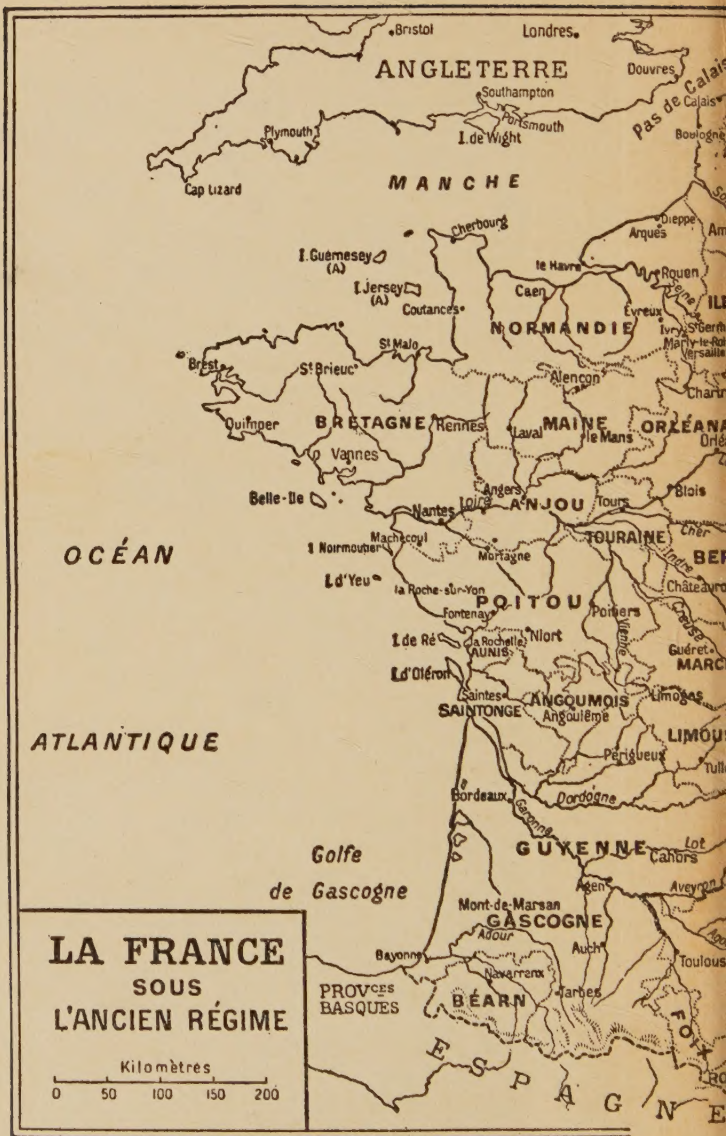 Bristol
Londres
ANGLETERRE
Douvres
Southampton
Portsmouth
Pas de Calais
Calais
Plymouth
I. de Wight
Boulogne
Cap Lizard
MANCHE
Cherbourg
Dieppe
Arques
I. Guernesey
(A)
le Havre
Rouen
I. Jersey
(A)
Caen
Seine
Coutances
Évreux
NORMANDIE
Ivry
Marly-le-Roi
St Malo
Brest
St Brieuc
Alençon
Quimper
BRETAGNE
Rennes
Laval
MAINE
le Mans
Vannes
Angers
Belle-Ile
Loire
ANJOU
Tours
Blois
Nantes
Cher
OCÉAN
Machecoul
TOURAINE
I Noirmoutier
Mortagne
Indre
I. d'Yeu
la Roche-sur-Yon
POITOU
Poitiers
Creuse
Fontenay
Vienne
I. de Ré
la Rochelle
Niort
AUNIS
Guéret
I. d'Oléron
Saintes
ANGOUMOIS
Limoges
SAINTONGE
Angoulême
ATLANTIQUE
Périgueux
Bordeaux
Dordogne
Garonne
GUYENNE
Lot
Golfe
Cahors
de Gascogne
Agen
Aveyron
Mont-de-Marsan
GASCOGNE
LA FRANCE
SOUS
L'ANCIEN RÉGIME
Adour
Auch
Bayonne
Navarrenx
PROVCES
BASQUES
BÉARN
Tarbes
FOIX
Kilomètres
0 50 100 150 200
ESPAGNE